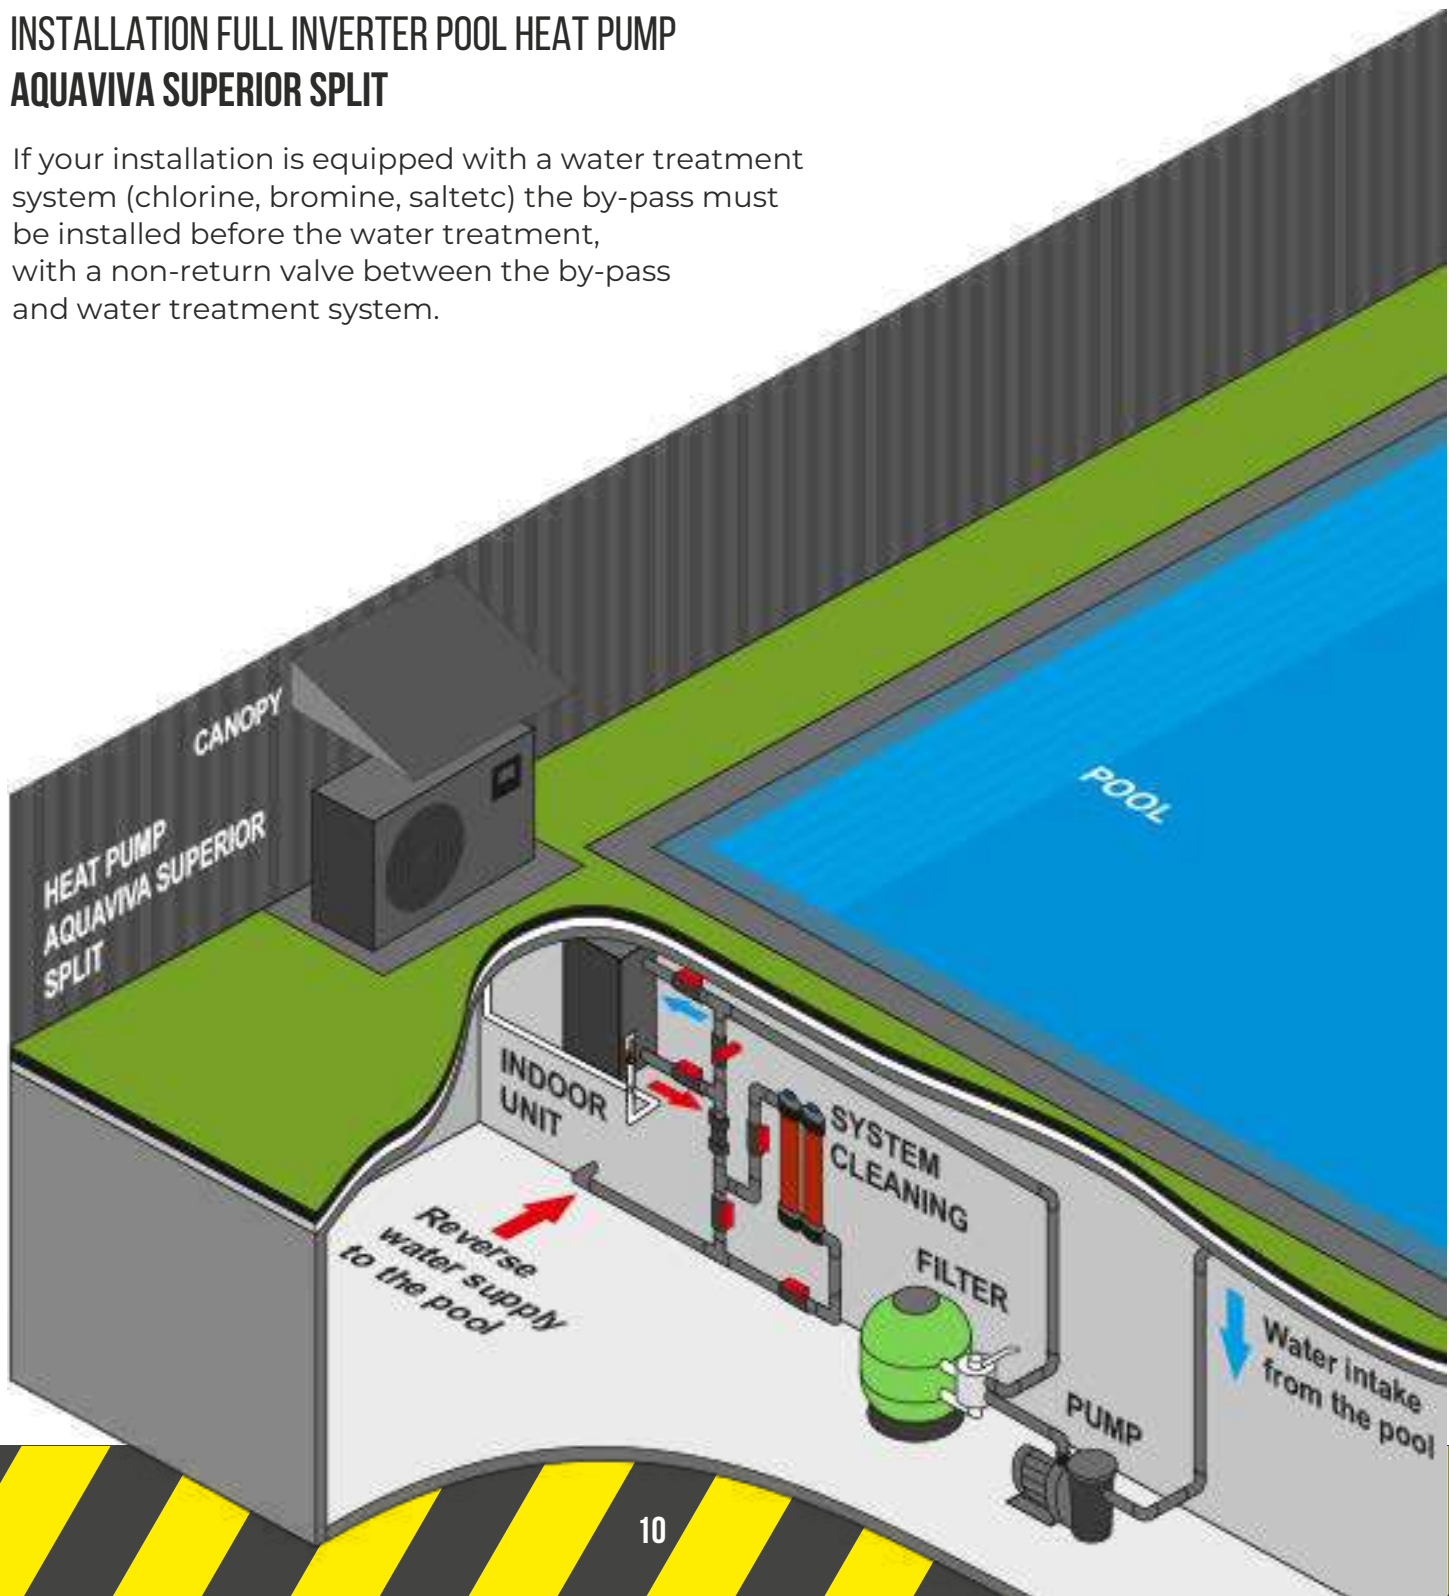 INSTALLATION FULL INVERTER POOL HEAT PUMP
AQUAVIVA SUPERIOR SPLIT
If your installation is equipped with a water treatment
system (chlorine, bromine, saltetc) the by-pass must
be installed before the water treatment,
with a non-return valve between the by-pass
and water treatment system.
CANOPY
HEAT PUMP
AQUAVIVA SUPERIOR
SPLIT
POOL
INDOOR
UNIT
SYSTEM
CLEANING
Reverse
water supply
to the pool
FILTER
Water intake
from the pool
PUMP
10